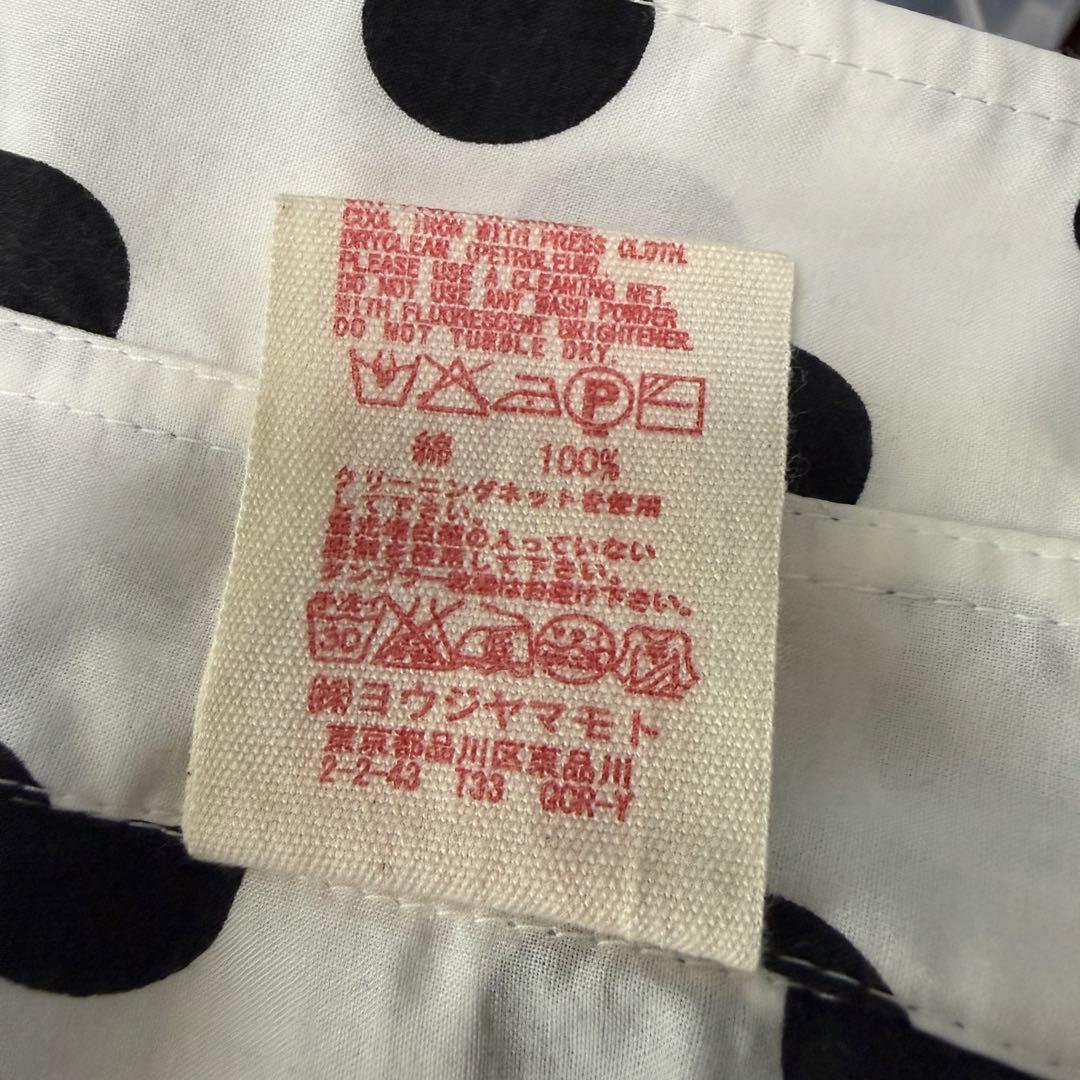 COOL IRON WITH PRESS CLOTH.
DRYCLEAN (PETROLEUM)
PLEASE USE A CLEANING NET.
DO NOT USE ANY WASH POWDER
WITH FLUORESCENT BRIGHTENER.
DO NOT TUMBLE DRY.
P
綿 100%
クリーニングネットを使用
して下さい。
蛍光増白剤の入っていない
洗剤を使用して下さい。
タンブラー乾燥はお避け下さい。
30
㈱ヨウジヤマモト
東京都品川区東品川
2-2-43 T33 QCR-Y